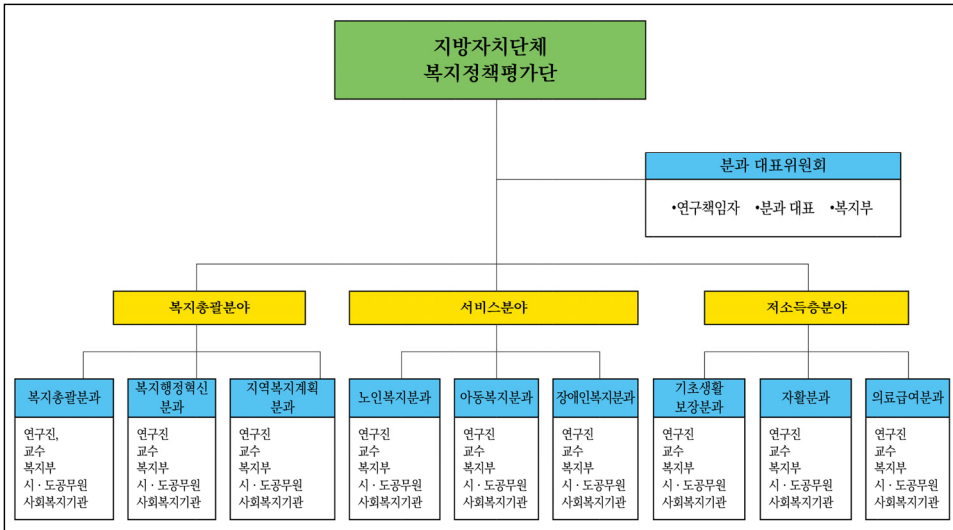 지방자치단체
복지정책평가단
분과 대표위원회
•연구책임자 •분과 대표 •복지부
복지총괄분야
서비스분야
저소득층분야
복지총괄분과
연구진,
교수
복지부
시·도공무원
사회복지기관
복지행정혁신
분과
연구진
교수
복지부
시·도공무원
사회복지기관
지역복지계획
분과
연구진
교수
복지부
시·도공무원
사회복지기관
노인복지분과
연구진
교수
복지부
시·도공무원
사회복지기관
아동복지분과
연구진
교수
복지부
시·도공무원
사회복지기관
장애인복지분과
연구진
교수
복지부
시·도공무원
사회복지기관
기초생활
보장분과
연구진
교수
복지부
시·도공무원
사회복지기관
자활분과
연구진
교수
복지부
시·도공무원
사회복지기관
의료급여분과
연구진
교수
복지부
시·도공무원
사회복지기관